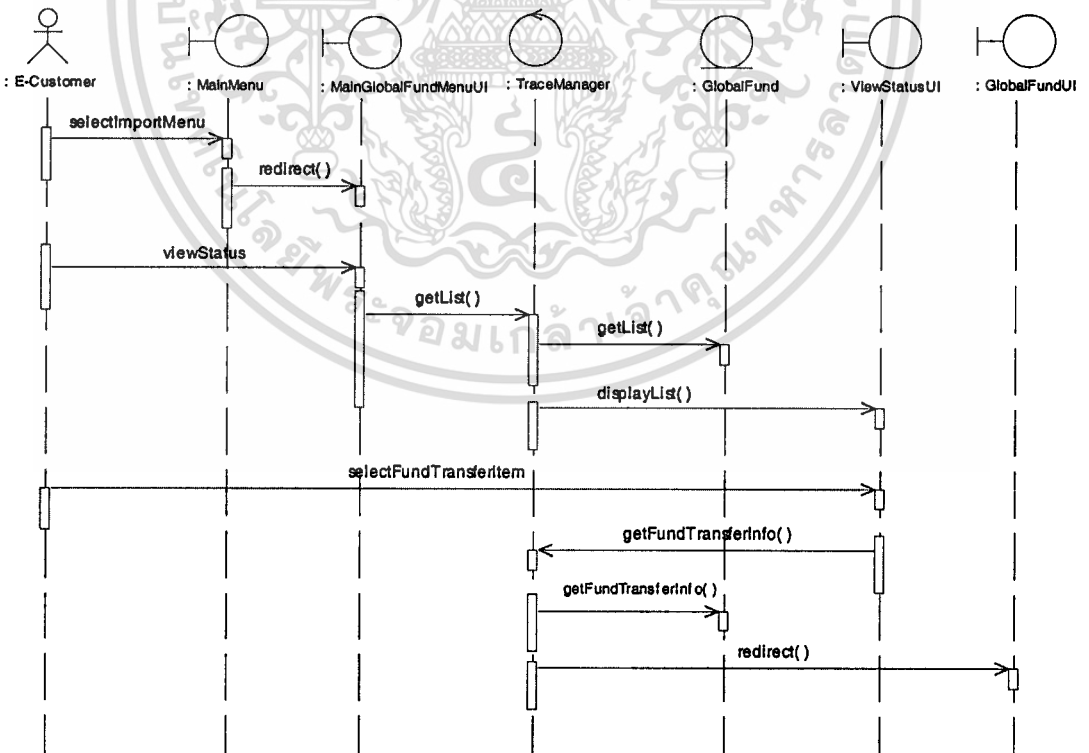 : E-Customer
: MainMenu
: MainGlobalFundMenuUI
: TraceManager
: GlobalFund
: ViewStatusUI
: GlobalFundUI
selectImportMenu
redirect( )
viewStatus
getList( )
getList( )
displayList( )
selectFundTransferItem
getFundTransferInfo( )
getFundTransferInfo( )
redirect( )